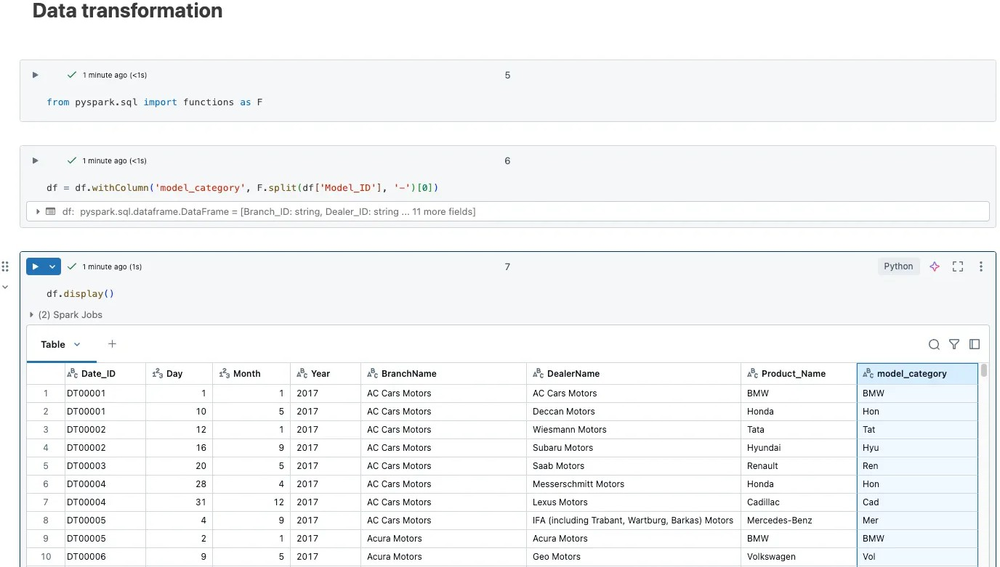 Data transformation
1 minute ago (<1s)
5
from pyspark.sql import functions as F
1 minute ago (<1s)
6
df = df.withColumn('model_category', F.split(df['Model_ID'], '-')[0])
df: pyspark.sql.dataframe.DataFrame = [Branch_ID: string, Dealer_ID: string ... 11 more fields]
1 minute ago (1s)
7
Python
df.display()
(2) Spark Jobs
Table
Date_ID Day Month Year BranchName DealerName Product_Name model_category
1 DT00001 1 1 2017 AC Cars Motors AC Cars Motors BMW BMW
2 DT00001 10 5 2017 AC Cars Motors Deccan Motors Honda Hon
3 DT00002 12 1 2017 AC Cars Motors Wiesmann Motors Tata Tat
4 DT00002 16 9 2017 AC Cars Motors Subaru Motors Hyundai Hyu
5 DT00003 20 5 2017 AC Cars Motors Saab Motors Renault Ren
6 DT00004 28 4 2017 AC Cars Motors Messerschmitt Motors Honda Hon
7 DT00004 31 12 2017 AC Cars Motors Lexus Motors Cadillac Cad
8 DT00005 4 9 2017 AC Cars Motors IFA (including Trabant, Wartburg, Barkas) Motors Mercedes-Benz Mer
9 DT00005 2 1 2017 Acura Motors Acura Motors BMW BMW
10 DT00006 9 5 2017 Acura Motors Geo Motors Volkswagen Vol